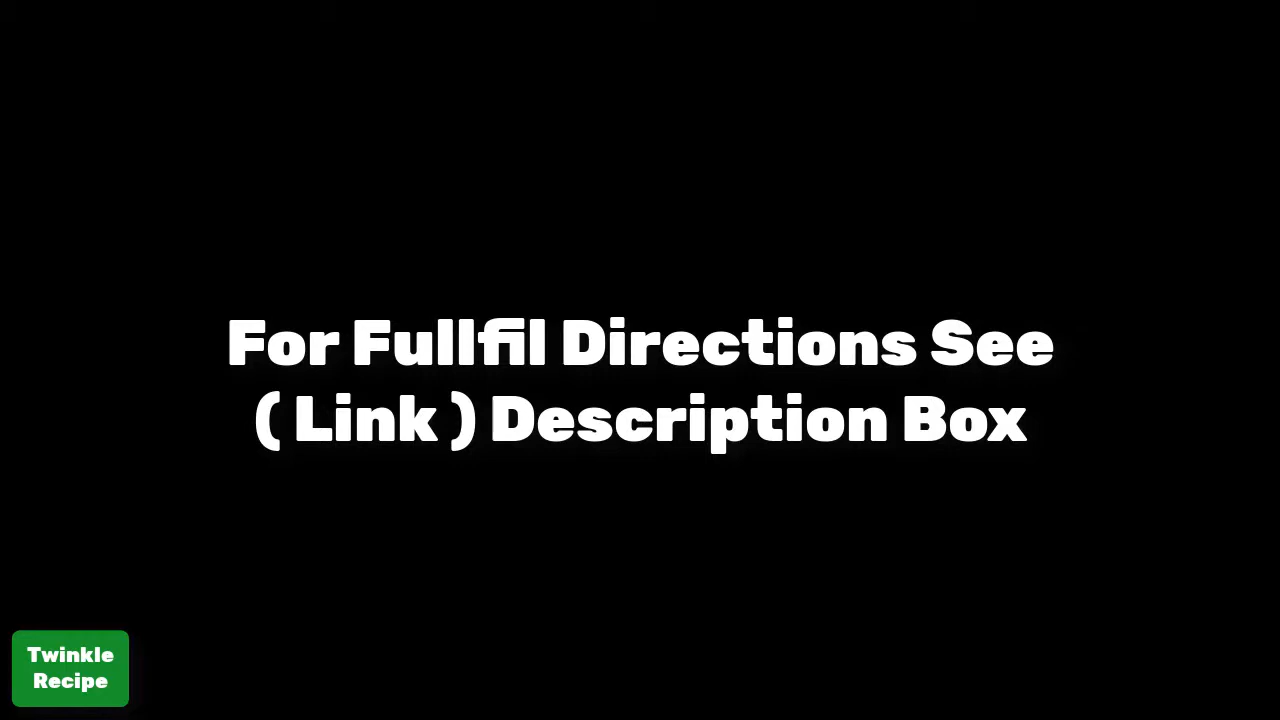 For Fullfil Directions See
( Link ) Description Box
Twinkle
Recipe